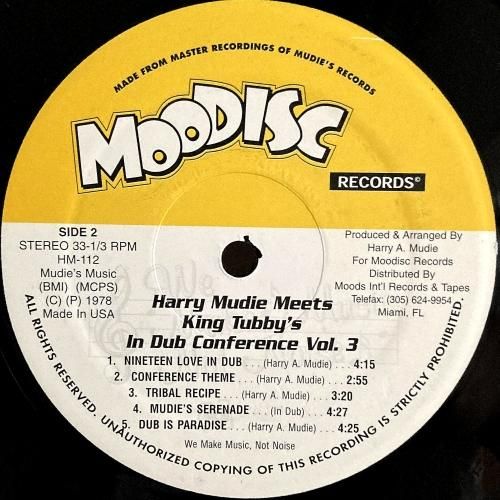 MADE FROM MASTER RECORDINGS OF MUDIE'S RECORDS
MOODISC
RECORDS©
SIDE 2
STEREO 33-1/3 RPM
HM-112
Mudie's Music
(BMI) (MCPS)
(C) (P) 1978
Made In USA
Produced & Arranged By
Harry A. Mudie
For Moodisc Records
Distributed By
Moods Int'l Records & Tapes
Telefax: (305) 624-9954
Miami, FL
Harry Mudie Meets
King Tubby's
In Dub Conference Vol. 3
1. NINETEEN LOVE IN DUB . . . (Harry A. Mudie) . . . 4:15
2. CONFERENCE THEME . . . (Harry A. Mudie) . . . 2:55
3. TRIBAL RECIPE . . . (Harry A. Mudie) . . . 3:20
4. MUDIE'S SERENADE . . . (In Dub) . . . 4:27
5. DUB IS PARADISE . . . (Harry A. Mudie) . . . 4:25
We Make Music, Not Noise
ALL RIGHTS RESERVED. UNAUTHORIZED COPYING OF THIS RECORDING IS STRICTLY PROHIBITED.